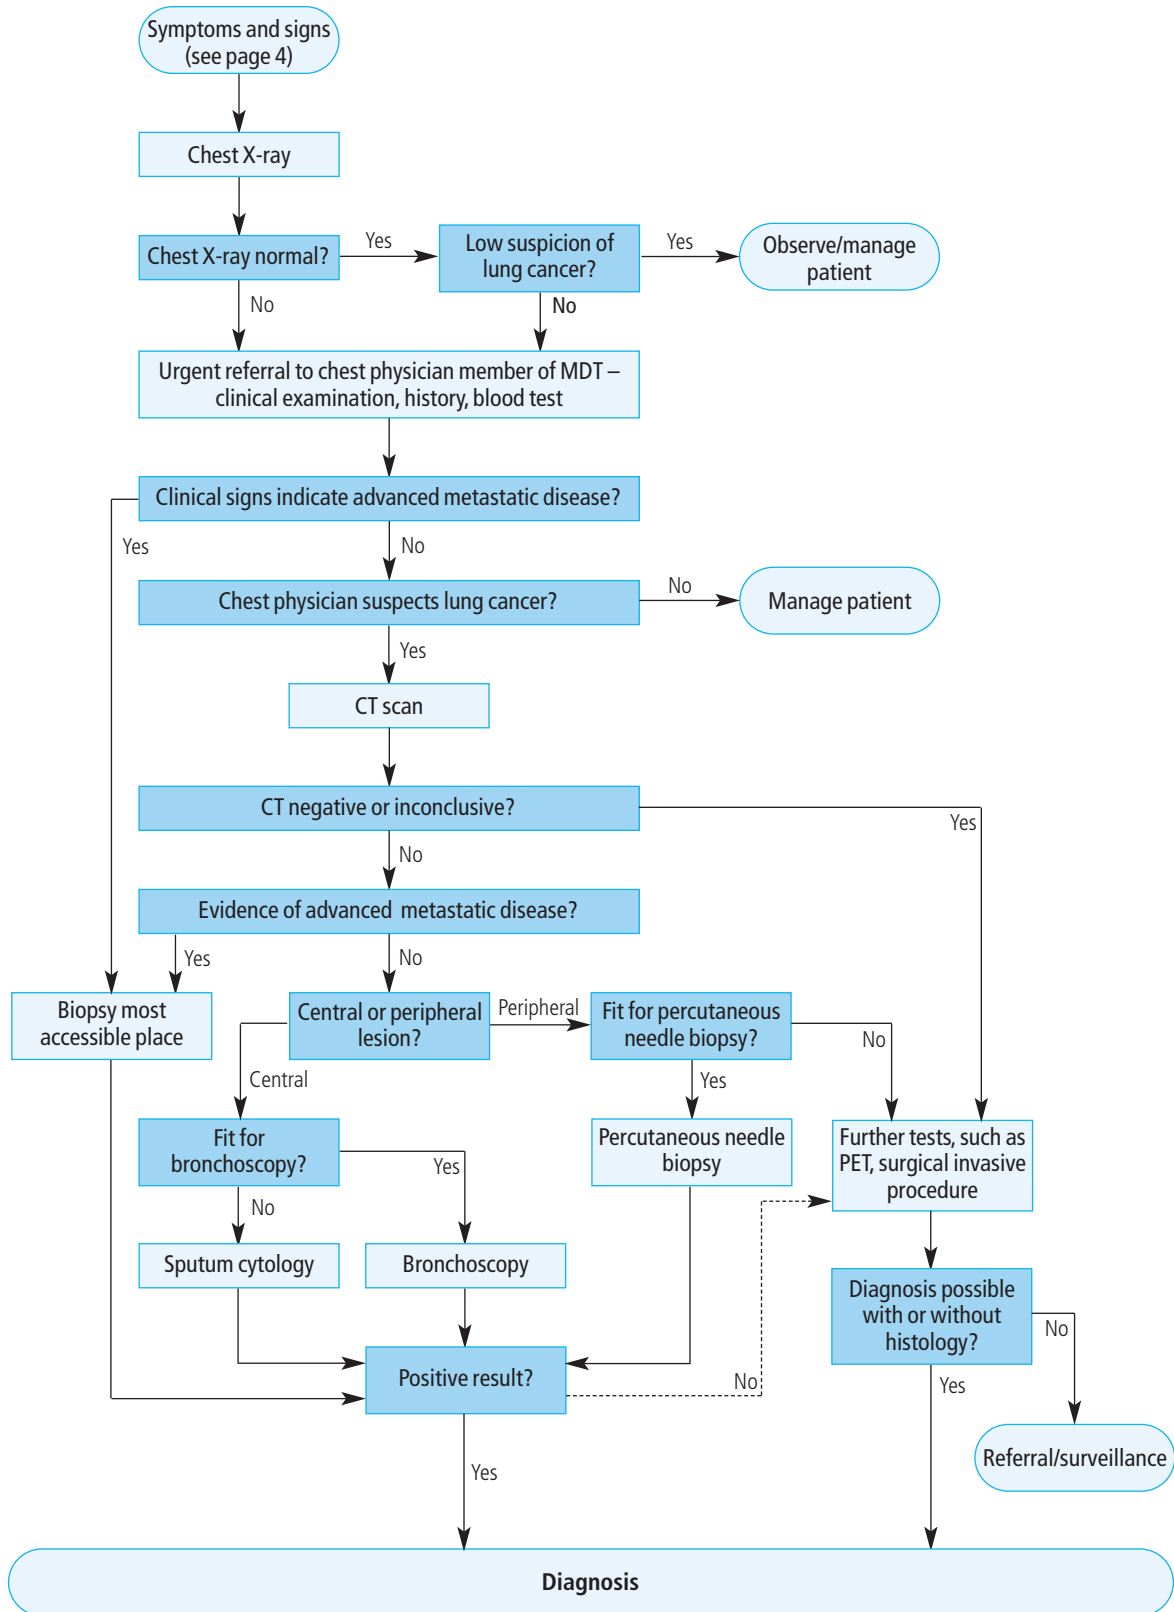 Symptoms and signs
(see page 4)
Chest X-ray
Chest X-ray normal?
Yes
Low suspicion of
lung cancer?
Yes
Observe/manage
patient
No
No
Urgent referral to chest physician member of MDT –
clinical examination, history, blood test
Clinical signs indicate advanced metastatic disease?
Yes
No
Chest physician suspects lung cancer?
No
Manage patient
Yes
CT scan
CT negative or inconclusive?
Yes
No
Evidence of advanced metastatic disease?
Yes
No
Biopsy most
accessible place
Central or peripheral
lesion?
Peripheral
Fit for percutaneous
needle biopsy?
No
Central
Yes
Fit for
bronchoscopy?
Yes
Percutaneous needle
biopsy
Further tests, such as
PET, surgical invasive
procedure
No
Sputum cytology
Bronchoscopy
Diagnosis possible
with or without
histology?
No
Positive result?
No
Yes
Referral/surveillance
Yes
Diagnosis